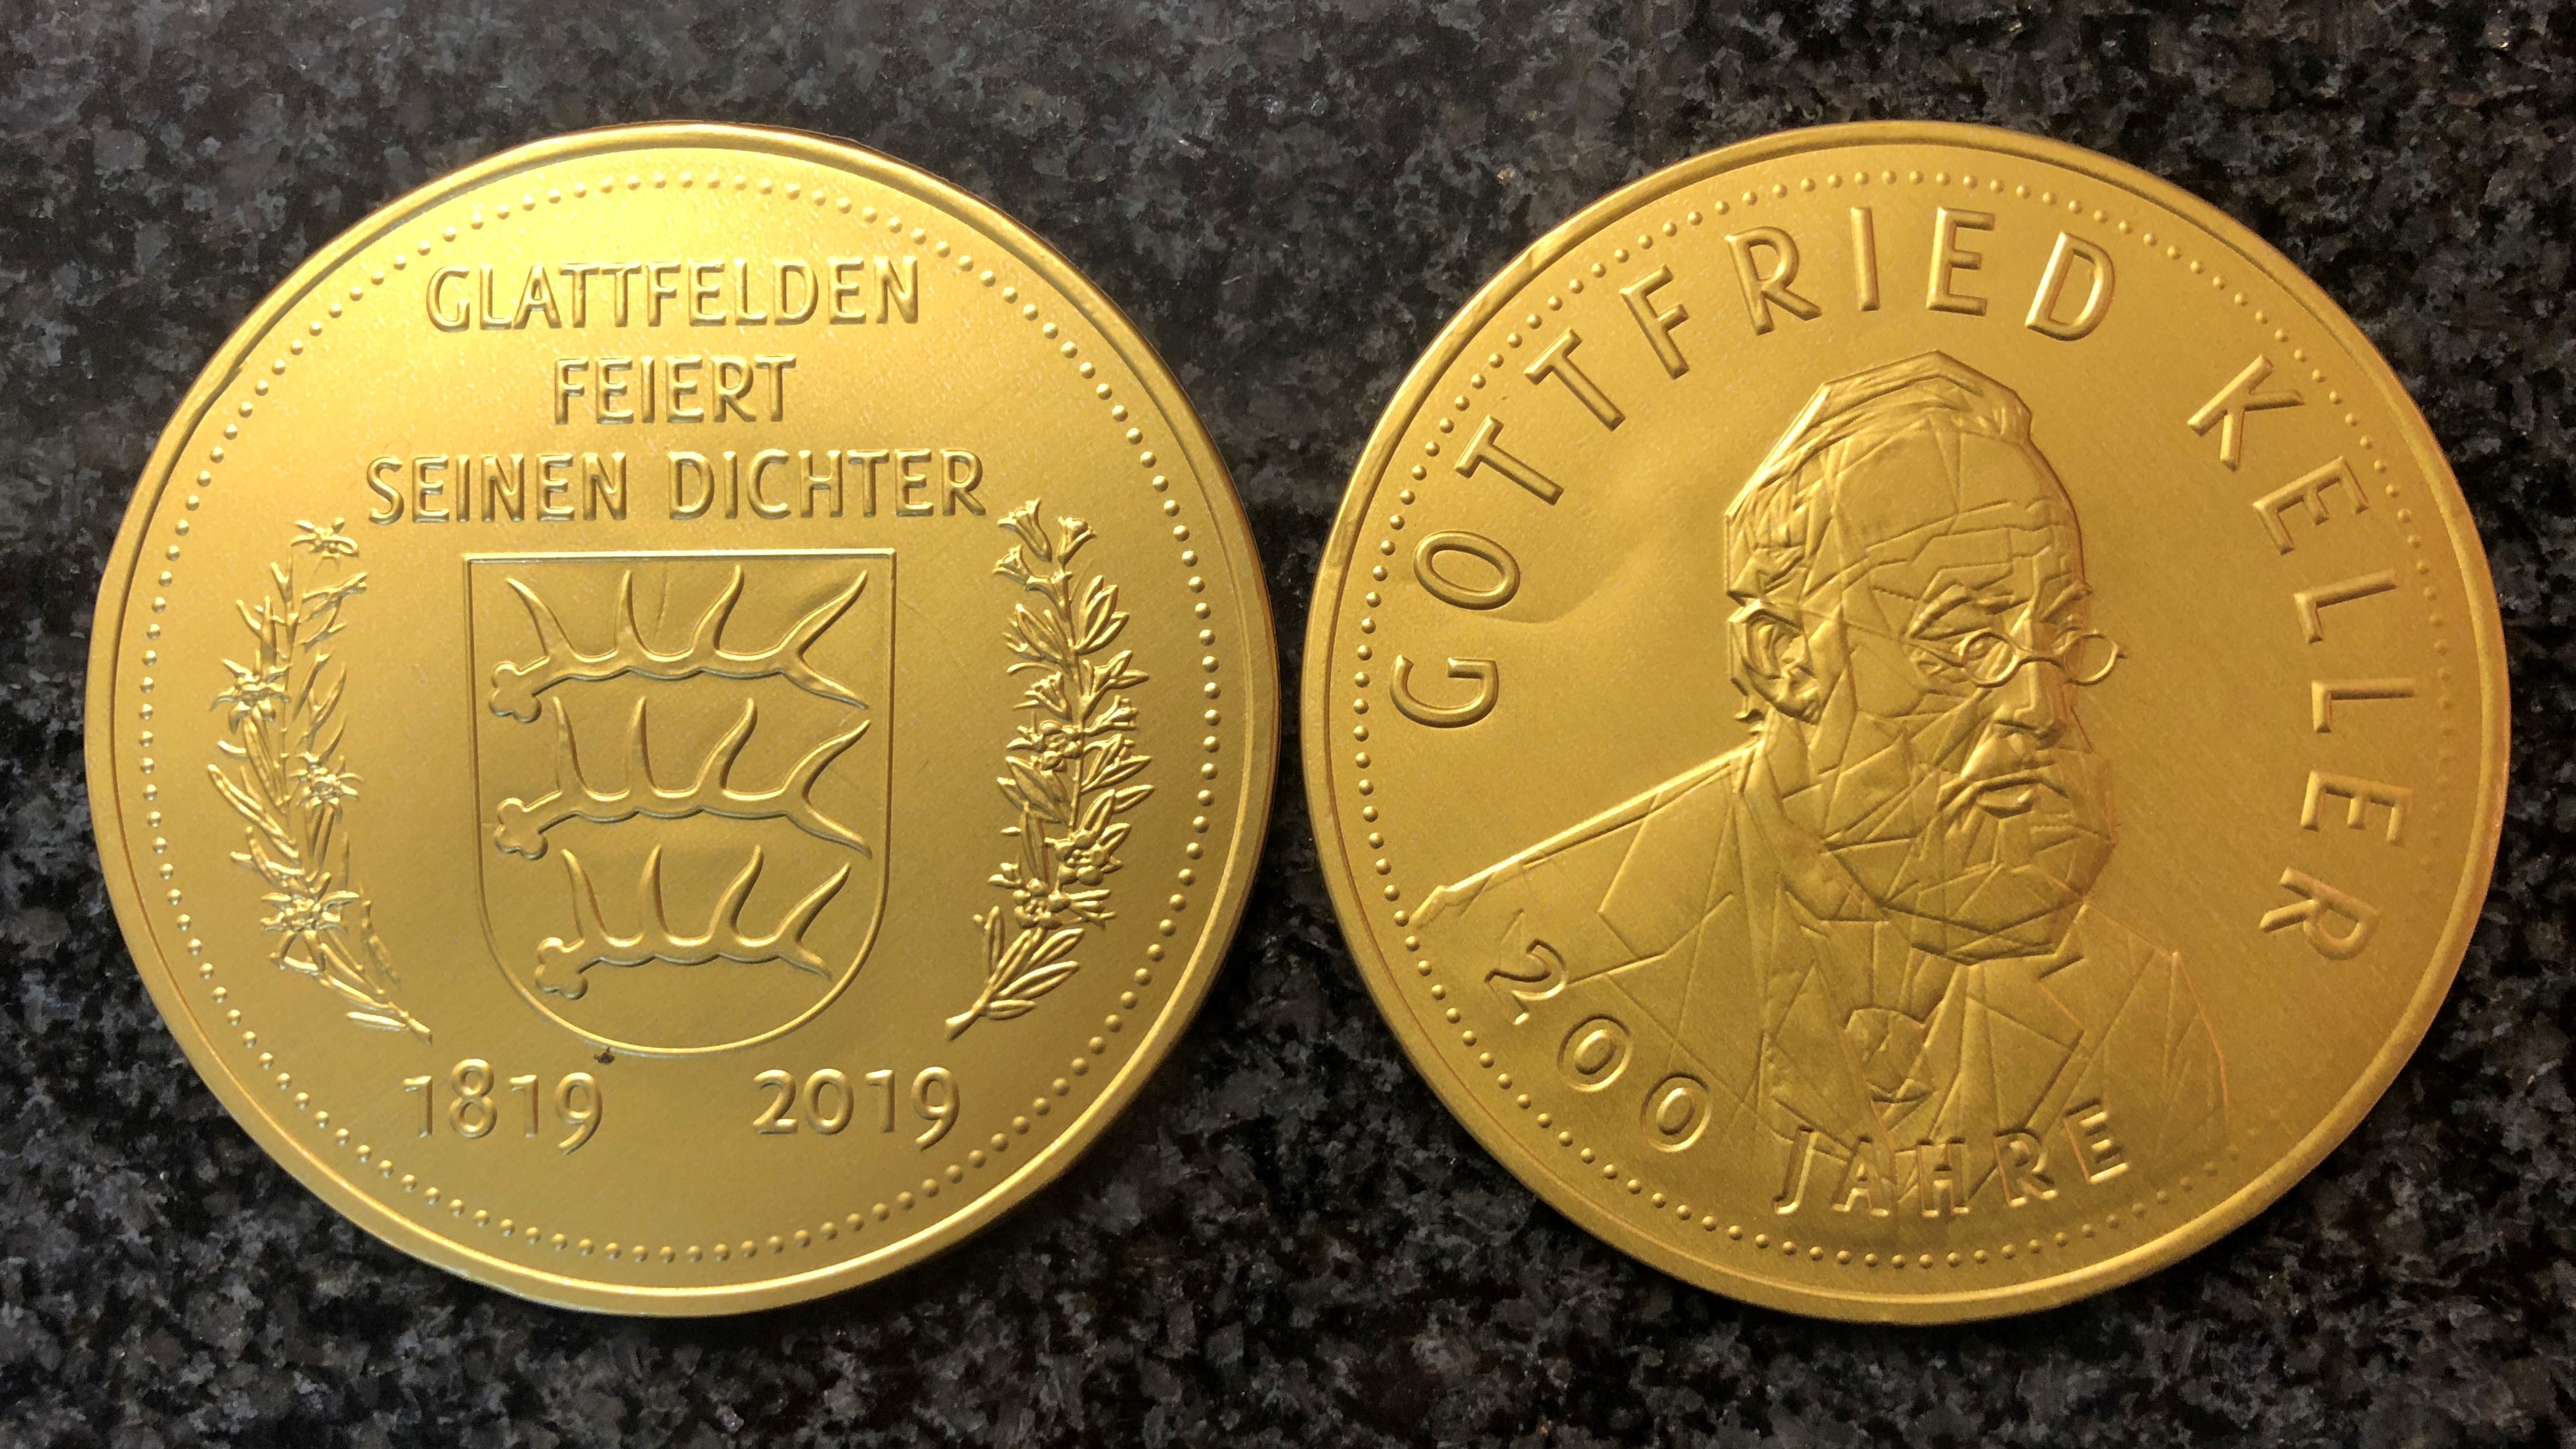 GLATTFELDEN
FEIERT
SEINEN DICHTER
1819 2019
GOTTFRIED KELLER
200 JAHRE